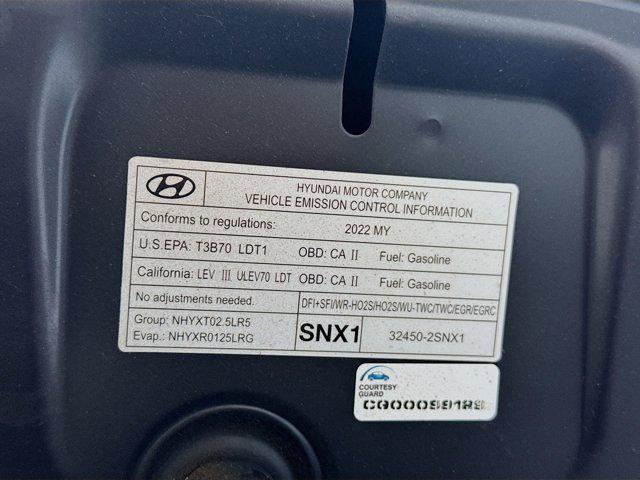 HYUNDAI MOTOR COMPANY
VEHICLE EMISSION CONTROL INFORMATION
Conforms to regulations: 2022 MY
U.S.EPA: T3B70 LDT1 OBD: CA II Fuel: Gasoline
California: LEV III ULEV70 LDT OBD: CA II Fuel: Gasoline
No adjustments needed. DFI+SFI/WR-HO2S/HO2S/WU-TWC/TWC/EGR/EGRC
Group: NHYXT02.5LR5
Evap.: NHYXR0125LRG
SNX1
32450-2SNX1
COURTESY
GUARD